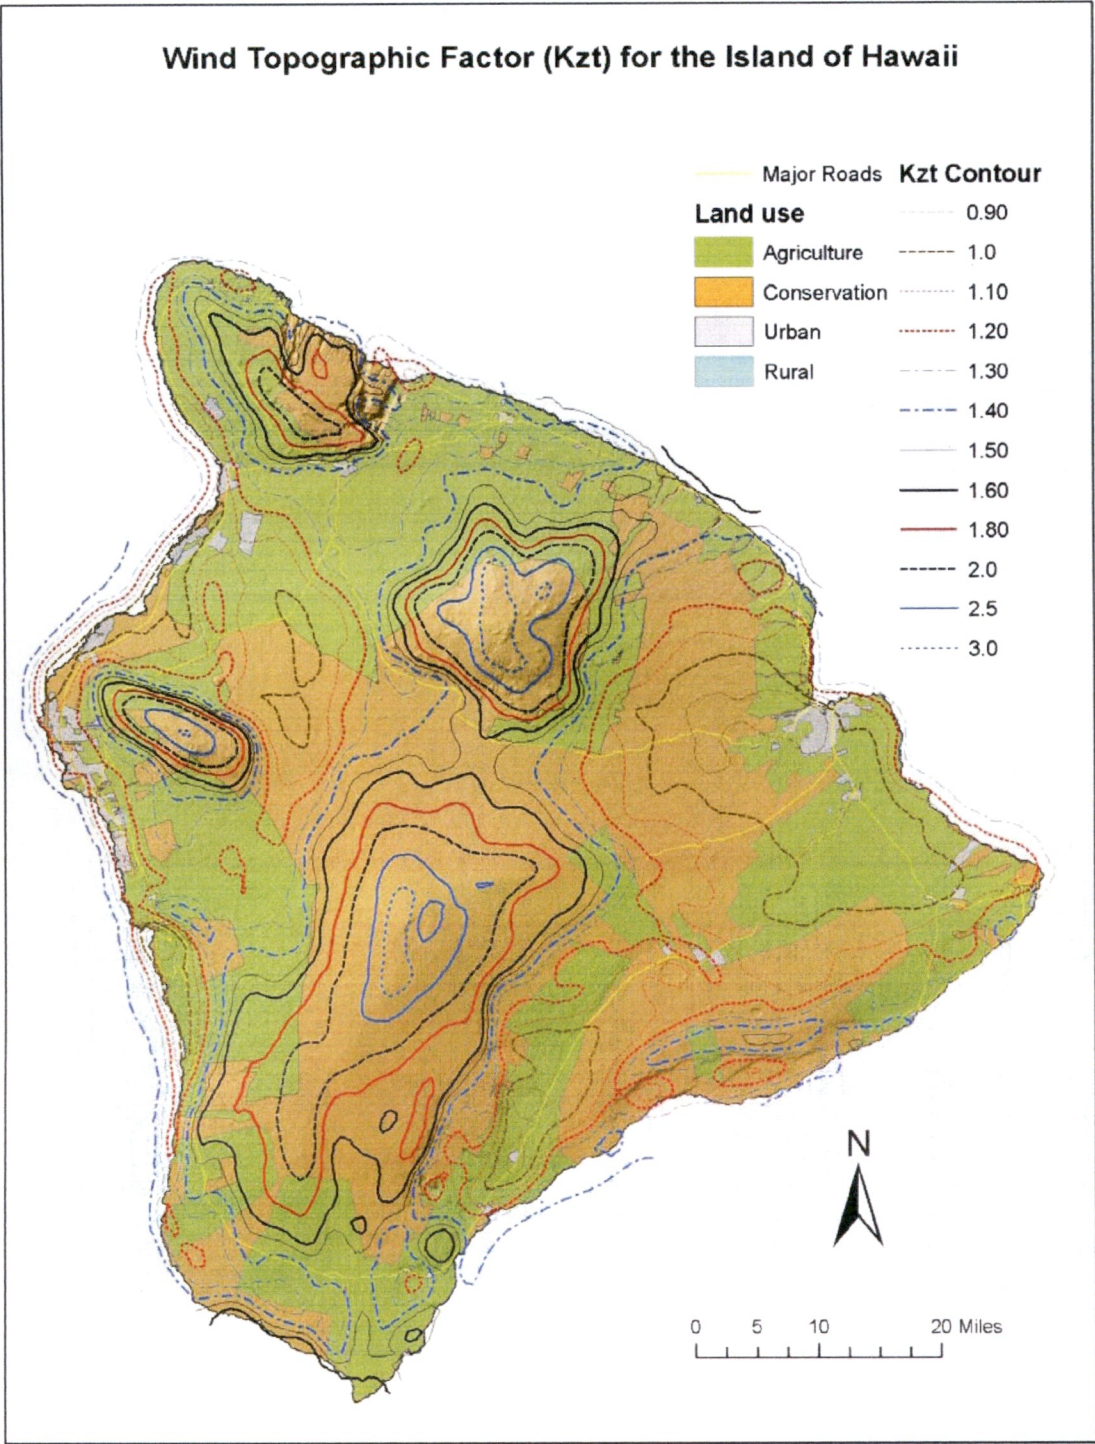 Wind Topographic Factor (Kzt) for the Island of Hawaii
Major Roads
Land use
Agriculture
Conservation
Urban
Rural
Kzt Contour
0.90
1.0
1.10
1.20
1.30
1.40
1.50
1.60
1.80
2.0
2.5
3.0
N
0 5 10 20 Miles